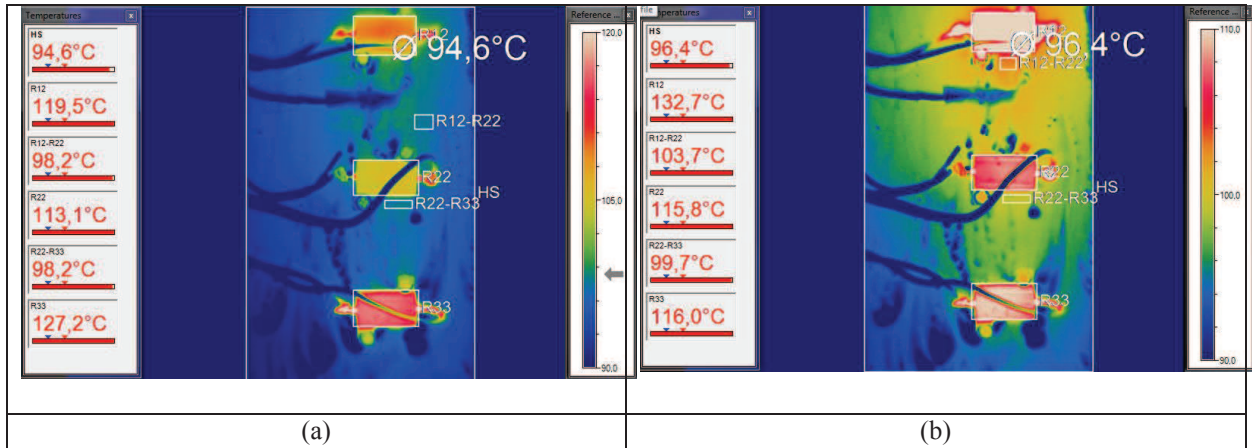 Temperatures
HS
94,6°C
R12
119,5°C
R12-R22
98,2°C
R22
113,1°C
R22-R33
98,2°C
R33
127,2°C
R12
Ø 94,6°C
R12-R22
R22
HS
R22-R33
R33
Reference ...
120.0
105.0
90.0
(a)
file
HS
96,4°C
R12
132,7°C
R12-R22
103,7°C
R22
115,8°C
R22-R33
99,7°C
R33
116,0°C
Ø 96,4°C
R12-R22
R22
HS
R22-R33
R33
Reference ...
110.0
100.0
90.0
(b)